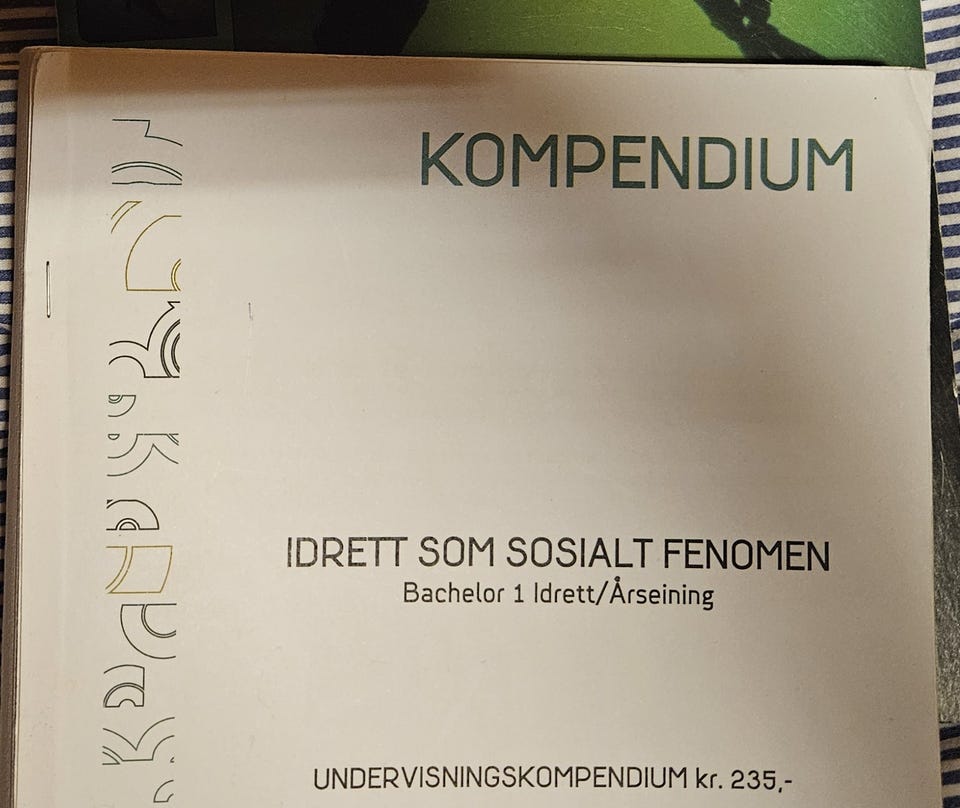 KOMPENDIUM
IDRETT SOM SOSIALT FENOMEN
Bachelor 1 Idrett/Årseining
UNDERVISNINGSKOMPENDIUM kr. 235,-